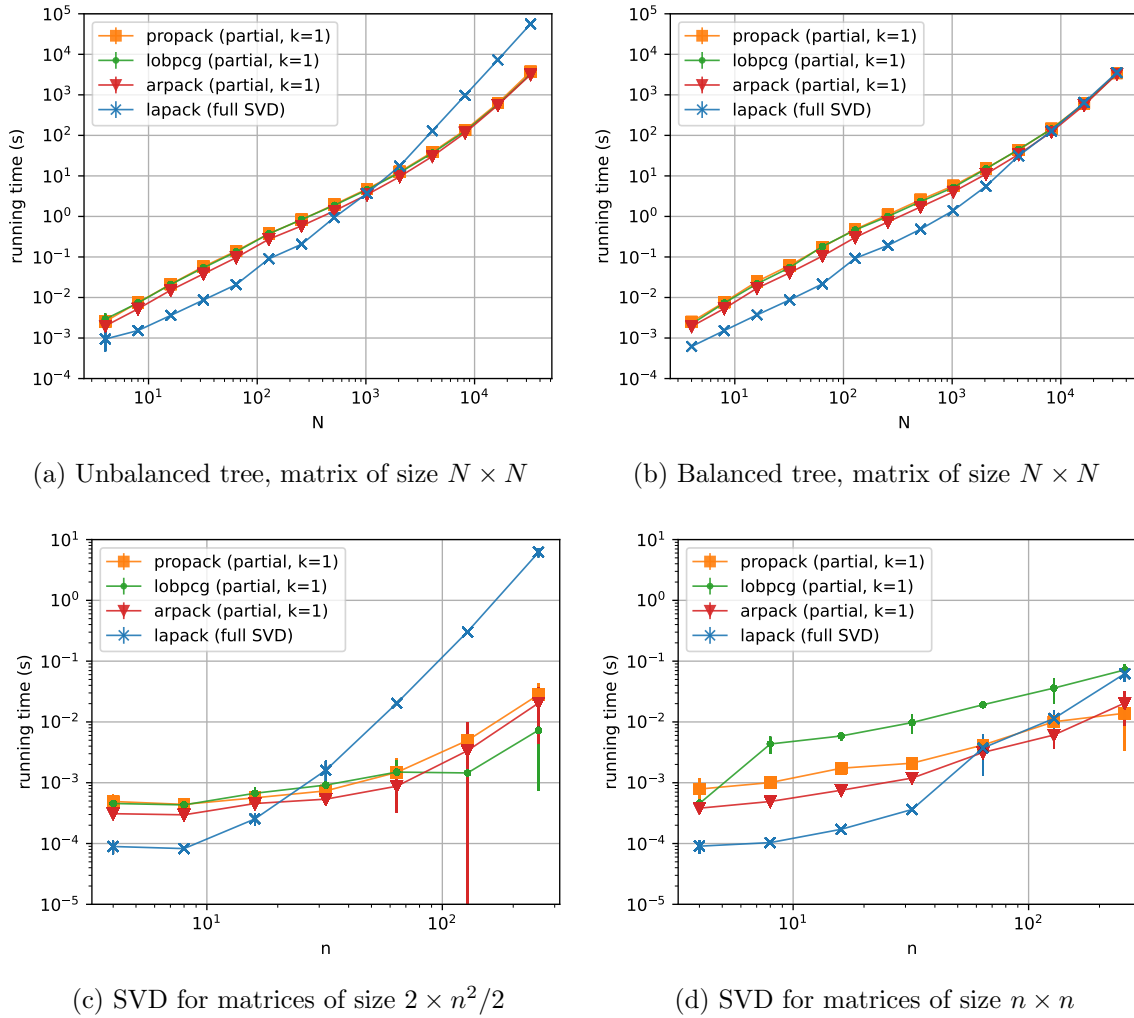 10^5
10^4
10^3
10^2
10^1
10^0
10^-1
10^-2
10^-3
10^-4
running time (s)
propack (partial, k=1)
lobpcg (partial, k=1)
arpack (partial, k=1)
lapack (full SVD)
10^1 10^2 10^3 10^4
N
(a) Unbalanced tree, matrix of size N × N
10^5
10^4
10^3
10^2
10^1
10^0
10^-1
10^-2
10^-3
10^-4
running time (s)
propack (partial, k=1)
lobpcg (partial, k=1)
arpack (partial, k=1)
lapack (full SVD)
10^1 10^2 10^3 10^4
N
(b) Balanced tree, matrix of size N × N
10^1
10^0
10^-1
10^-2
10^-3
10^-4
10^-5
running time (s)
propack (partial, k=1)
lobpcg (partial, k=1)
arpack (partial, k=1)
lapack (full SVD)
10^1 10^2
n
(c) SVD for matrices of size 2 × n^2/2
10^1
10^0
10^-1
10^-2
10^-3
10^-4
10^-5
running time (s)
propack (partial, k=1)
lobpcg (partial, k=1)
arpack (partial, k=1)
lapack (full SVD)
10^1 10^2
n
(d) SVD for matrices of size n × n